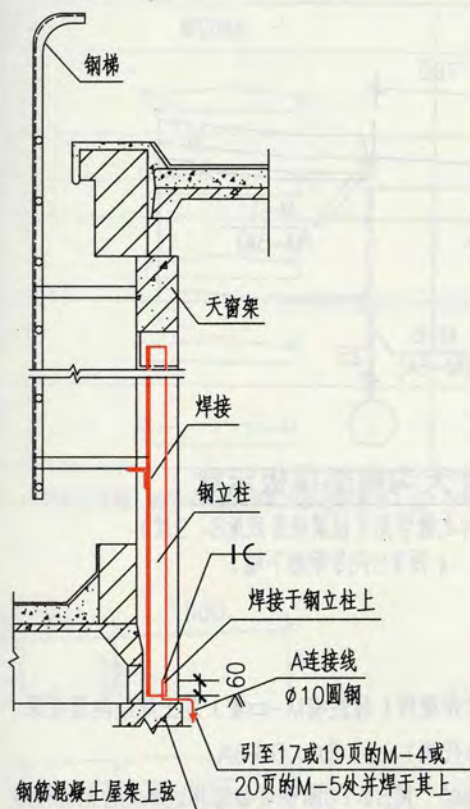 钢梯
天窗架
焊接
钢立柱
焊接于钢立柱上
60
A连接线
ø10圆钢
引至17或19页的M-4或
20页的M-5处并焊于其上
钢筋混凝土屋架上弦